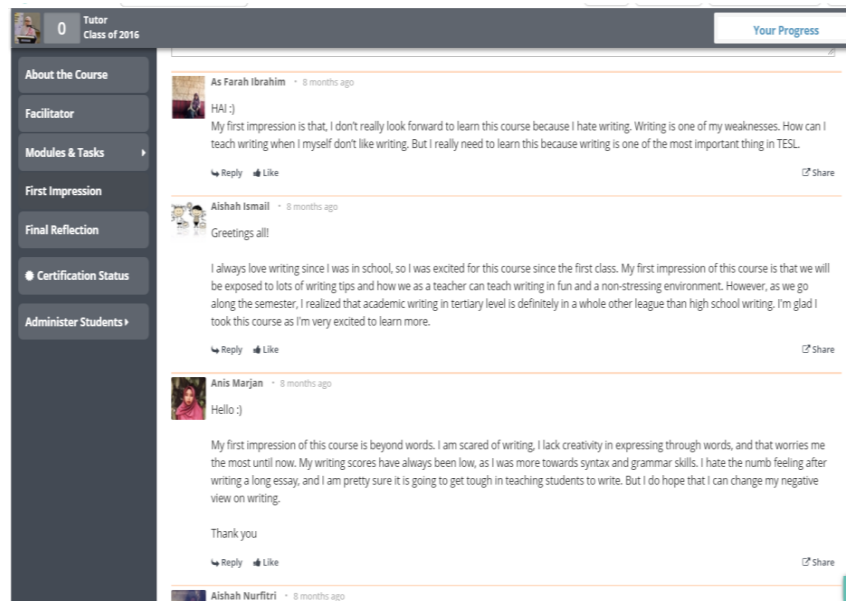 0
Tutor
Class of 2016
Your Progress
About the Course
Facilitator
Modules & Tasks
First Impression
Final Reflection
Certification Status
Administer Students
As Farah Ibrahim • 8 months ago
HAI :)
My first impression is that, I don't really look forward to learn this course because I hate writing. Writing is one of my weaknesses. How can I
teach writing when I myself don't like writing. But I really need to learn this because writing is one of the most important thing in TESL.
Reply Like Share
Aishah Ismail • 8 months ago
Greetings all!
I always love writing since I was in school, so I was excited for this course since the first class. My first impression of this course is that we will
be exposed to lots of writing tips and how we as a teacher can teach writing in fun and a non-stressing environment. However, as we go
along the semester, I realized that academic writing in tertiary level is definitely in a whole other league than high school writing. I'm glad I
took this course as I'm very excited to learn more.
Reply Like Share
Anis Marjan • 8 months ago
Hello :)
My first impression of this course is beyond words. I am scared of writing, I lack creativity in expressing through words, and that worries me
the most until now. My writing scores have always been low, as I was more towards syntax and grammar skills. I hate the numb feeling after
writing a long essay, and I am pretty sure it is going to get tough in teaching students to write. But I do hope that I can change my negative
view on writing.
Thank you
Reply Like Share
Aishah Nurfitri • 8 months ago